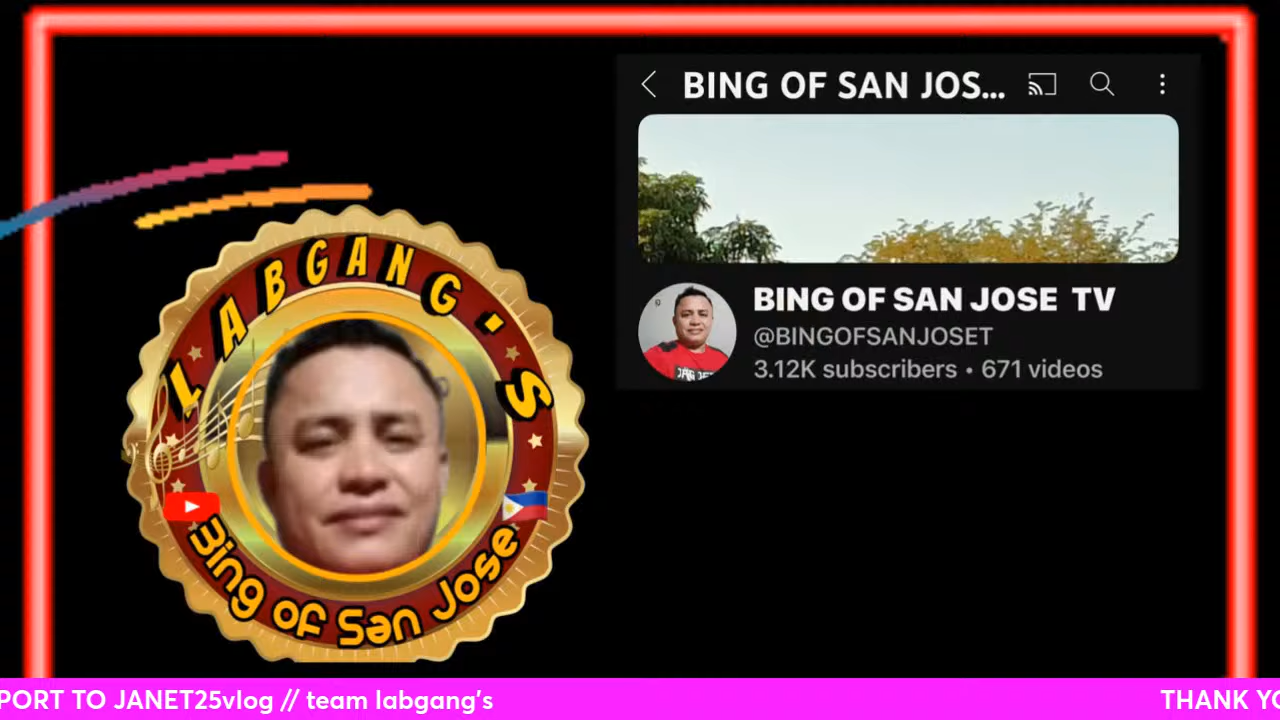 BING OF SAN JOS...
BING OF SAN JOSE TV
@BINGOFSANJOSET
3.12K subscribers • 671 videos
LABGANG'S
Bing of San Jose
PORT TO JANET25vlog // team labgang's
THANK YO